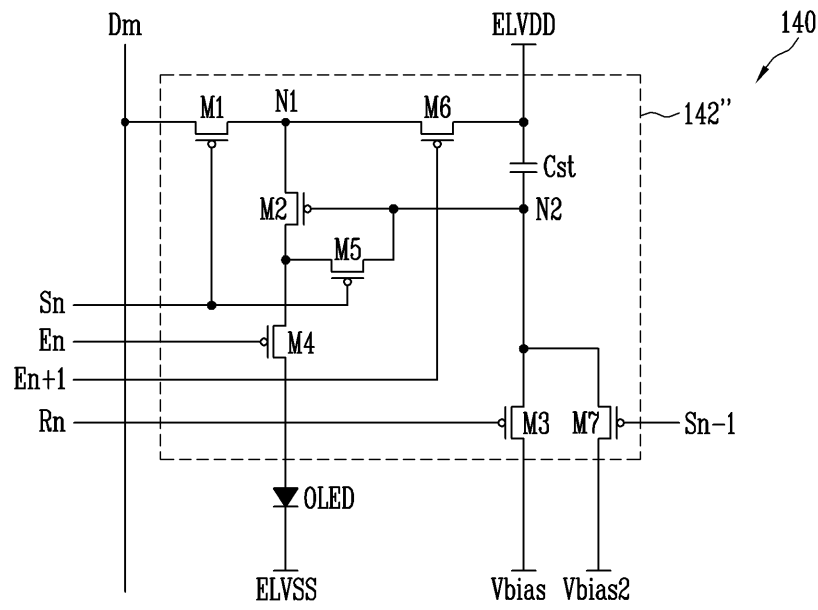 Dm
ELVDD
140
M1
N1
M6
142''
Cst
M2
N2
M5
Sn
En
M4
En+1
Rn
M3
M7
Sn-1
OLED
ELVSS
Vbias
Vbias2